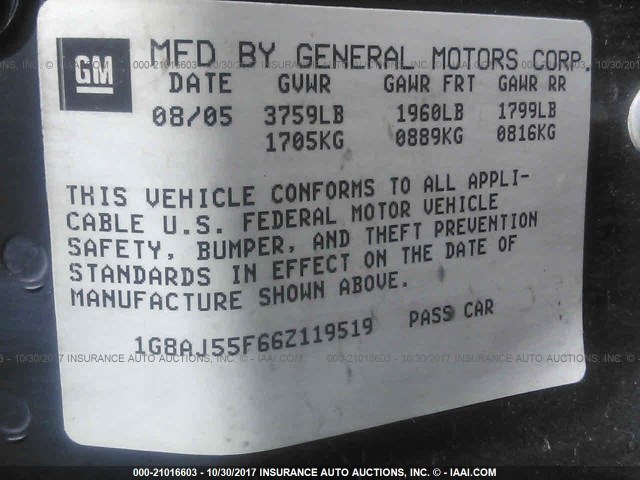 GM
MFD BY GENERAL MOTORS CORP.
DATE GVWR GAWR FRT GAWR RR
08/05 3759LB 1960LB 1799LB
1705KG 0889KG 0816KG
THIS VEHICLE CONFORMS TO ALL APPLI-
CABLE U.S. FEDERAL MOTOR VEHICLE
SAFETY, BUMPER, AND THEFT PREVENTION
STANDARDS IN EFFECT ON THE DATE OF
MANUFACTURE SHOWN ABOVE.
1G8AJ55F66Z119519 PASS CAR
000-21016603 - 10/30/2017 INSURANCE AUTO AUCTIONS, SUTTON - IAAI.COM